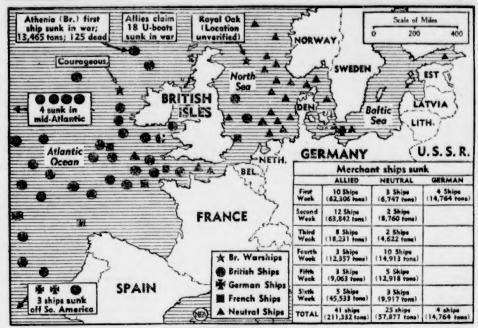 Athenia (Br.) first
ship sunk in war;
13,465 tons; 125 dead
Allies claim
18 U-boats
sunk in war
Royal Oak
(Location
unverified)
Scale of Miles
0
400
NORWAY
SWEDEN
Courageous
North
Sea
EST.
LATVIA
LITH.
Baltic
Sea
DEN.
4 sunk in
mid-Atlantic
BRITISH
ISLES
Atlantic
Ocean
NETH.
BEL.
GERMANY
U.S.S.R.
FRANCE
SPAIN
3 ships sunk
off So. America
★ Br. Warships
British Ships
German Ships
French Ships
▲ Neutral Ships
Merchant ships sunk
ALLIED NEUTRAL GERMAN
First Week 10 Ships (62,306 tons) 3 Ships (6,747 tons) 4 Ships (14,764 tons)
Second Week 12 Ships (63,842 tons) 2 Ships (8,760 tons)
Third Week 8 Ships (18,231 tons) 2 Ships (4,622 tons)
Fourth Week 3 Ships (12,357 tons) 10 Ships (14,913 tons)
Fifth Week 3 Ships (9,063 tons) 5 Ships (12,918 tons)
Sixth Week 5 Ships (45,533 tons) 3 Ships (9,917 tons)
TOTAL 41 ships (211,332 tons) 25 ships (57,877 tons) 4 ships (14,764 tons)